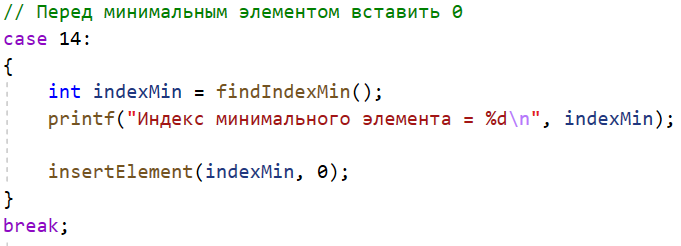 // Перед минимальным элементом вставить 0
case 14:
{
    int indexMin = findIndexMin();
    printf("Индекс минимального элемента = %d\n", indexMin);

    insertElement(indexMin, 0);
}
break;